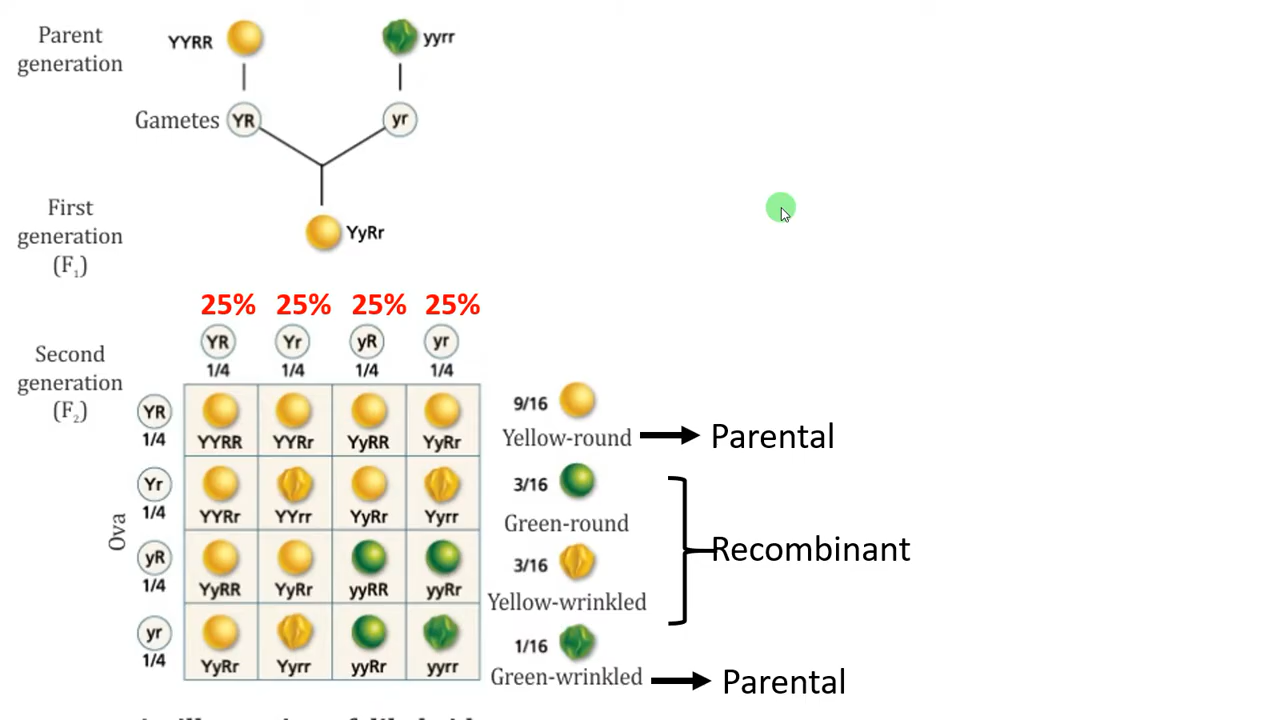 Parent
generation
YYRR
yyrr
Gametes
YR
yr
First
generation
(F₁)
YyRr
25% 25% 25% 25%
YR Yr yR yr
1/4 1/4 1/4 1/4
Second
generation
(F₂)
Ova
YR
1/4
YYRR YYRr YyRR YyRr
Yr
1/4
YYRr YYrr YyRr Yyrr
yR
1/4
YyRR YyRr yyRR yyRr
yr
1/4
YyRr Yyrr yyRr yyrr
9/16
Yellow-round
Parental
3/16
Green-round
3/16
Yellow-wrinkled
Recombinant
1/16
Green-wrinkled
Parental